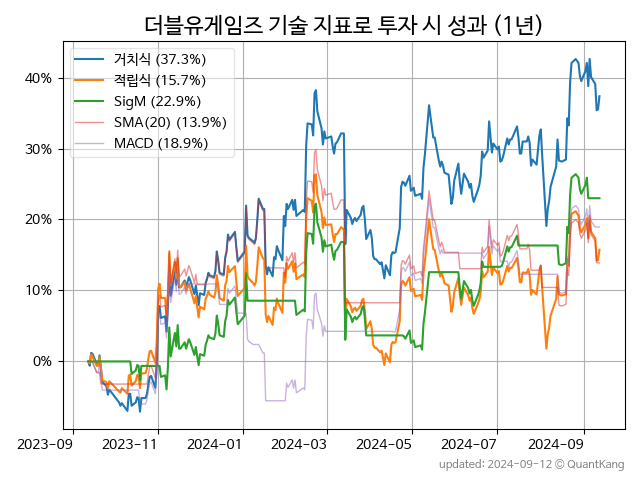 더블유게임즈 기술 지표로 투자 시 성과 (1년)
거치식 (37.3%)
적립식 (15.7%)
SigM (22.9%)
SMA(20) (13.9%)
MACD (18.9%)
40%
30%
20%
10%
0%
2023-09 2023-11 2024-01 2024-03 2024-05 2024-07 2024-09
updated: 2024-09-12 © QuantKang